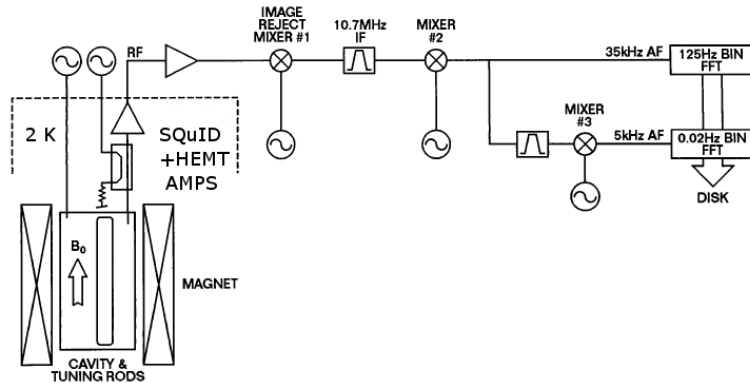 IMAGE
REJECT
MIXER #1
10.7MHz
IF
MIXER
#2
RF
35kHz AF
125Hz BIN
FFT
2 K
SQuID
+HEMT
AMPS
MIXER
#3
5kHz AF
0.02Hz BIN
FFT
DISK
B₀
MAGNET
CAVITY &
TUNING RODS